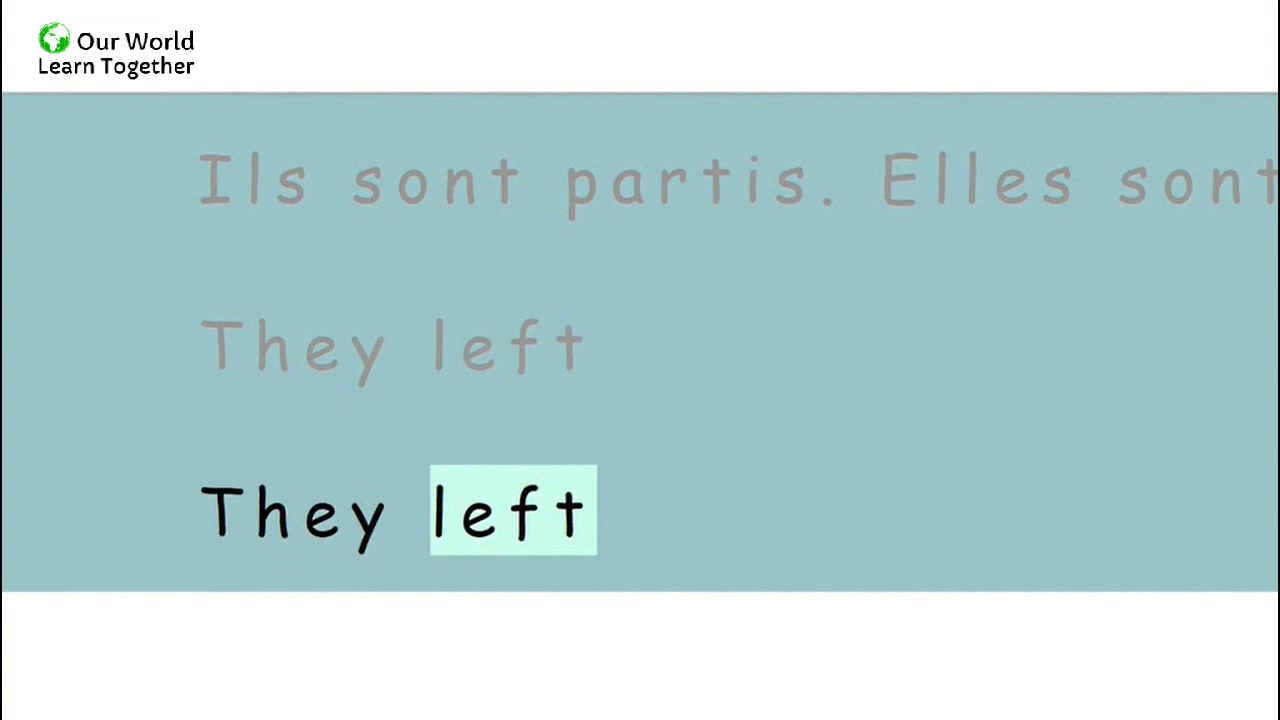 Our World
Learn Together
Ils sont partis. Elles sont
They left
They left